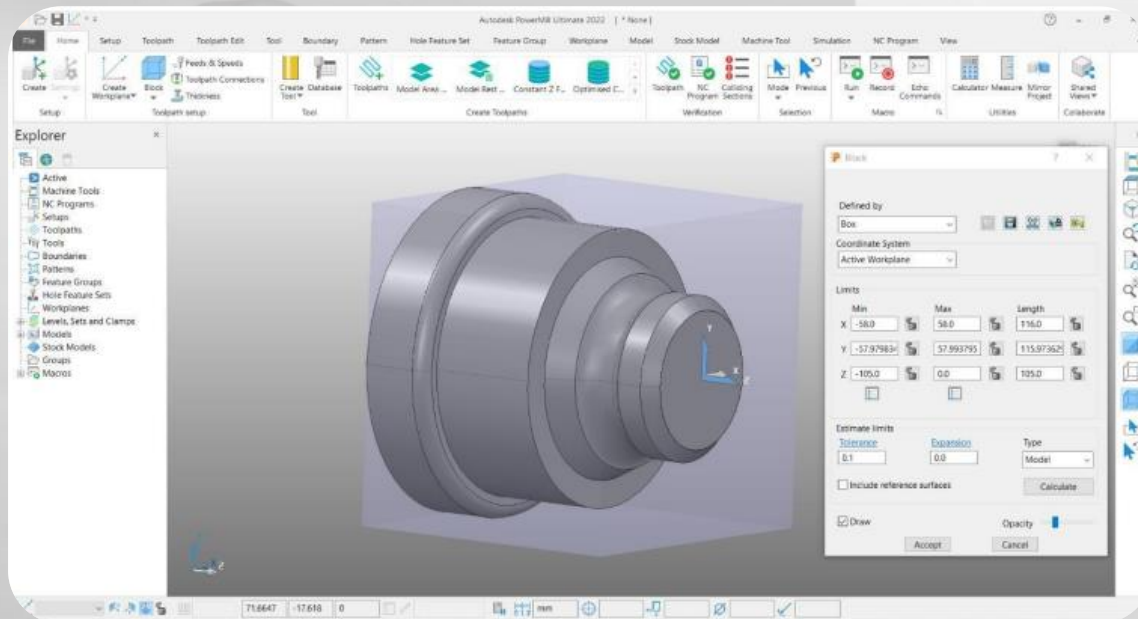 Autodesk PowerMill Ultimate 2022 [ * None ]
File Home Setup Toolpath Toolpath Edit Tool Boundary Pattern Hole Feature Set Feature Group Workplane Model Stock Model Machine Tool Simulation NC Program View
Feeds & Speeds
Toolpath Connections
Thickness
Create Settings Create Workplane Block Create Tool Database Toolpaths Model Area ... Model Rest ... Constant Z F... Optimised C... Toolpath NC Program Colliding Sections Mode Previous Run Record Echo Commands Calculator Measure Mirror Project Shared Views
Setup Toolpath setup Tool Create Toolpaths Verification Selection Macro Utilities Collaborate
Explorer
Active
Machine Tools
NC Programs
Setups
Toolpaths
Tools
Boundaries
Patterns
Feature Groups
Hole Feature Sets
Workplanes
Levels, Sets and Clamps
Models
Stock Models
Groups
Macros
Y
X
Z
Block ? X
Defined by
Box
Coordinate System
Active Workplane
Limits
Min Max Length
X -58.0 58.0 116.0
Y -57.97983 57.993795 115.97362
Z -105.0 0.0 105.0
Estimate limits
Tolerance Expansion Type
0.1 0.0 Model
Include reference surfaces Calculate
Draw Opacity
Accept Cancel
71.6647 -17.618 0 mm